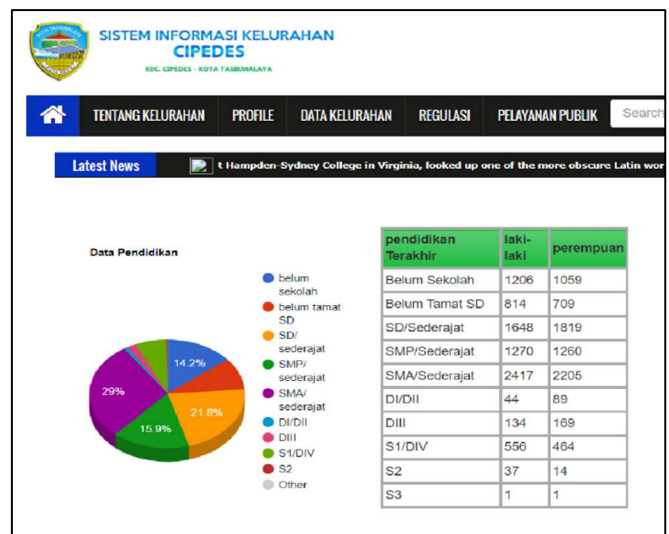 SISTEM INFORMASI KELURAHAN
CIPEDES
KEC. CIPEDES - KOTA TASIKMALAYA
TENTANG KELURAHAN PROFILE DATA KELURAHAN REGULASI PELAYANAN PUBLIK Search
Latest News t Hampden-Sydney College in Virginia, looked up one of the more obscure Latin wor
Data Pendidikan
belum
sekolah
belum tamat
SD
SD/
sederajat
SMP/
sederajat
SMA/
sederajat
DI/DII
DIII
S1/DIV
S2
Other
14.2%
21.8%
15.9%
29%
pendidikan
Terakhir
laki-
laki
perempuan
Belum Sekolah 1206 1059
Belum Tamat SD 814 709
SD/Sederajat 1648 1819
SMP/Sederajat 1270 1260
SMA/Sederajat 2417 2205
DI/DII 44 89
DIII 134 169
S1/DIV 556 464
S2 37 14
S3 1 1